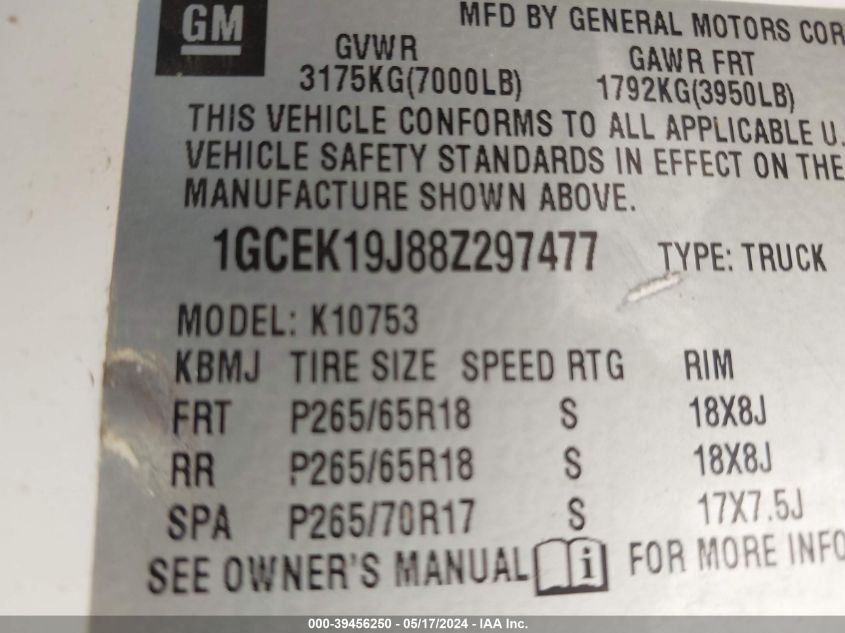 GM
MFD BY GENERAL MOTORS COR
GVWR GAWR FRT
3175KG(7000LB) 1792KG(3950LB)
THIS VEHICLE CONFORMS TO ALL APPLICABLE U.
VEHICLE SAFETY STANDARDS IN EFFECT ON THE
MANUFACTURE SHOWN ABOVE.
1GCEK19J88Z297477 TYPE: TRUCK
MODEL: K10753
KBMJ TIRE SIZE SPEED RTG RIM
FRT P265/65R18 S 18X8J
RR P265/65R18 S 18X8J
SPA P265/70R17 S 17X7.5J
SEE OWNER'S MANUAL i FOR MORE INFO
000-39456250 - 05/17/2024 - IAA Inc.